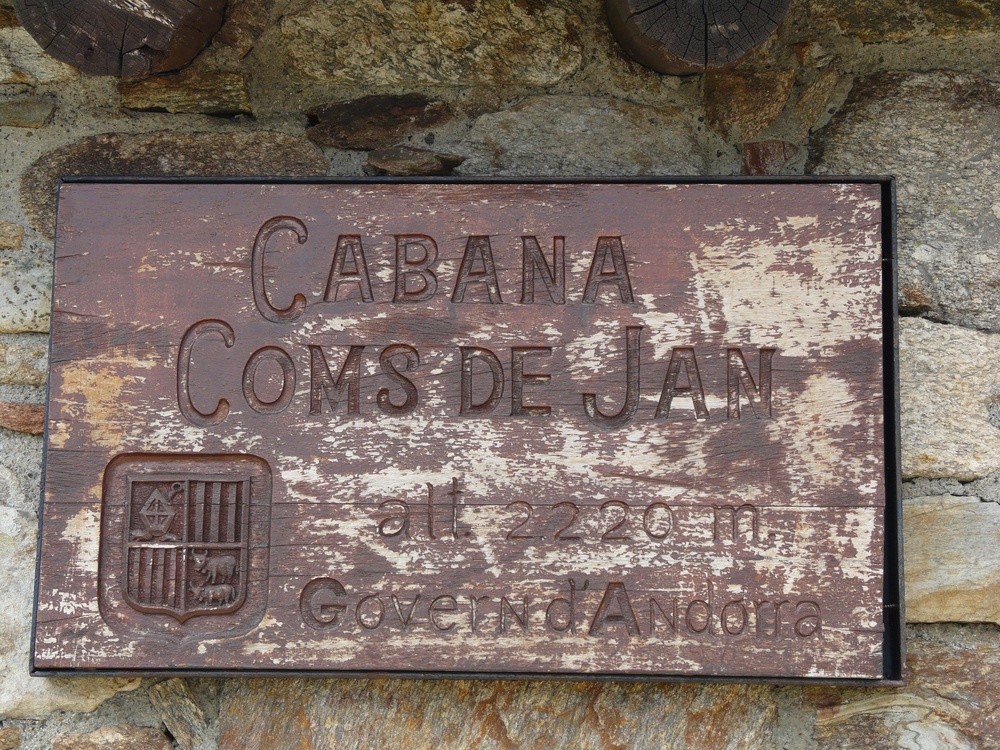 CABANA
COMS DE JAN
alt. 2220 m.
Govern d'Andorra